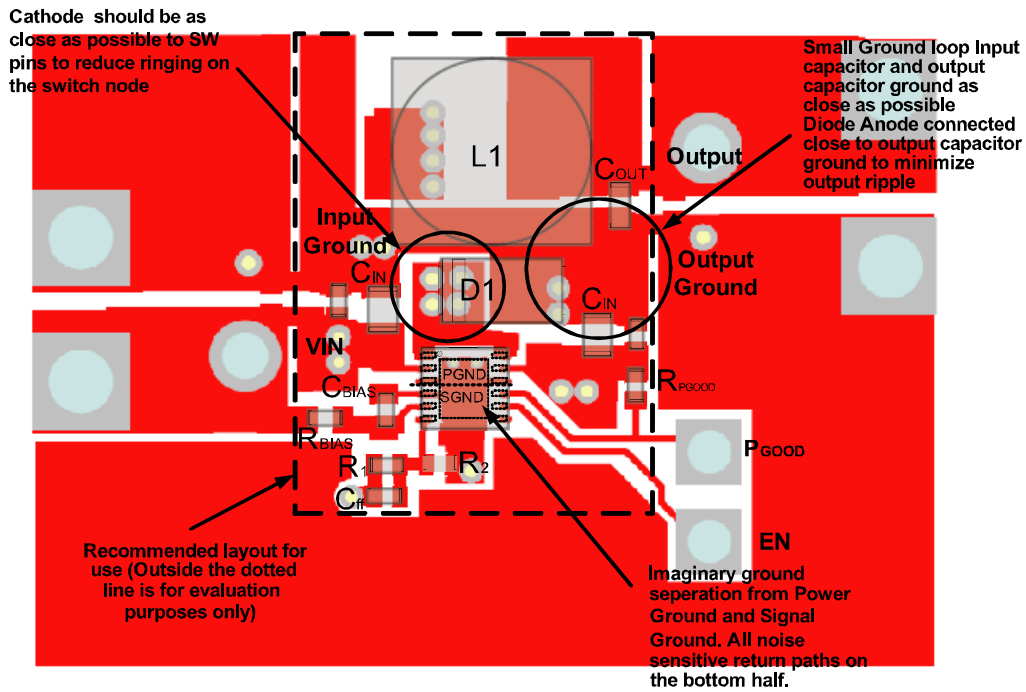 Cathode should be as
close as possible to SW
pins to reduce ringing on
the switch node
Small Ground loop Input
capacitor and output
capacitor ground as
close as possible
Diode Anode connected
close to output capacitor
ground to minimize
output ripple
L1
Output
COUT
Input
Ground
CIN
D1
Output
Ground
CIN
VIN
PGND
SGND
CBIAS
RPGOOD
RBIAS
R1
R2
Cff
PGOOD
EN
Recommended layout for
use (Outside the dotted
line is for evaluation
purposes only)
Imaginary ground
seperation from Power
Ground and Signal
Ground. All noise
sensitive return paths on
the bottom half.